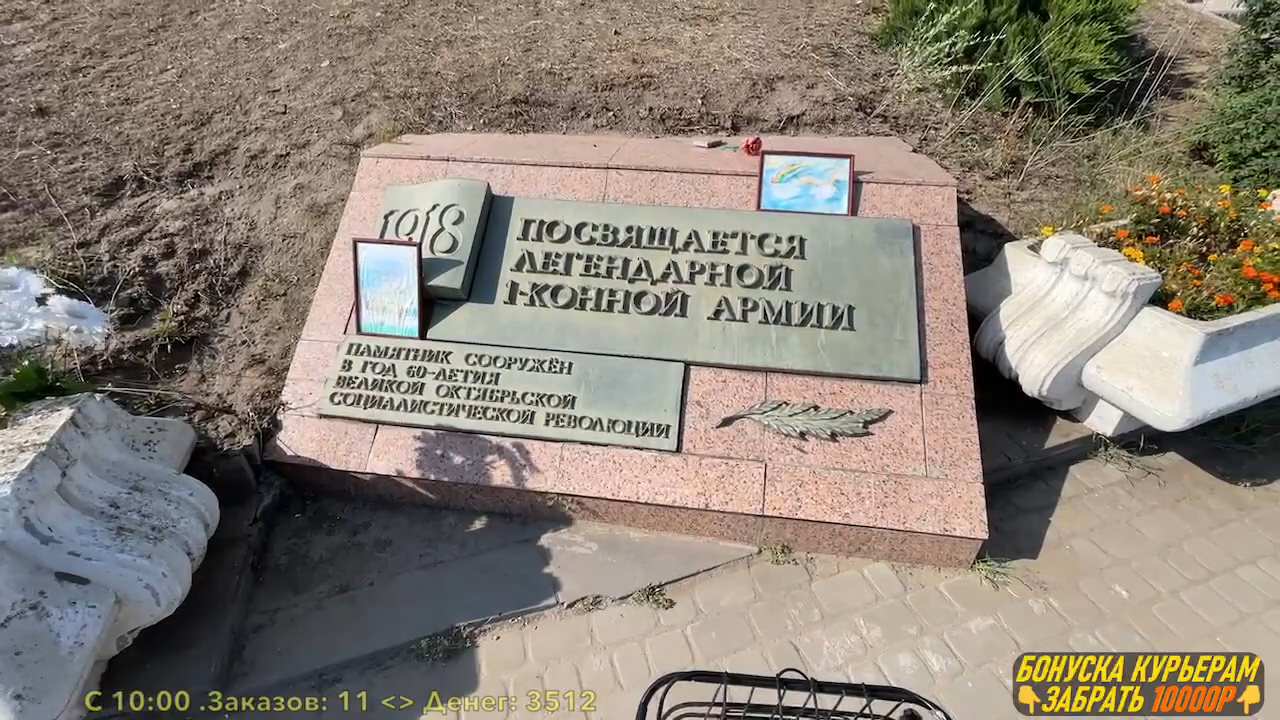 1918
ПОСВЯЩАЕТСЯ
ЛЕГЕНДАРНОЙ
1-КОННОЙ АРМИИ
ПАМЯТНИК СООРУЖЁН
В ГОД 60-ЛЕТИЯ
ВЕЛИКОЙ ОКТЯБРЬСКОЙ
СОЦИАЛИСТИЧЕСКОЙ РЕВОЛЮЦИИ
С 10:00 .Заказов: 11 <> Денег: 3512
БОНУСКА КУРЬЕРАМ
👇ЗАБРАТЬ 10000Р👇